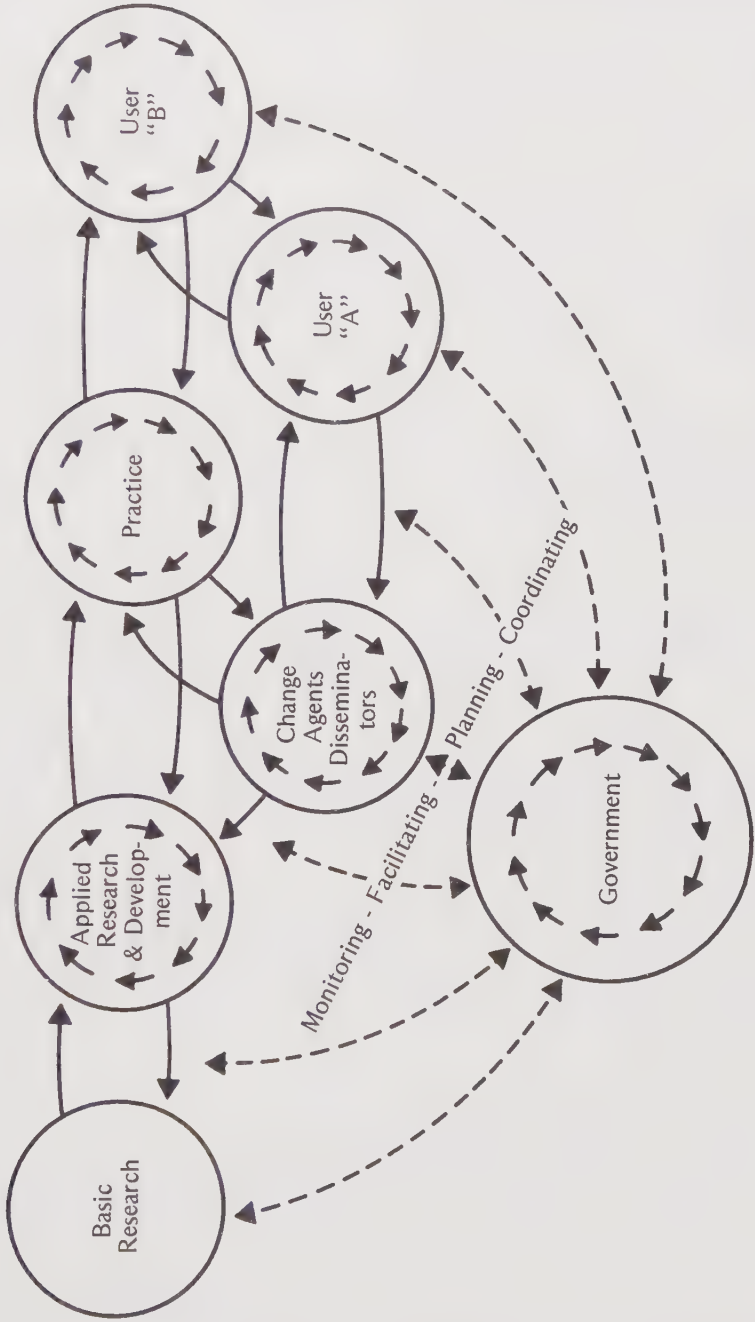 Basic
Research
Applied
Research
& Develop-
ment
Practice
User
“B”
Change
Agents
Dissemina-
tors
User
“A”
Monitoring - Facilitating - Planning - Coordinating
Government